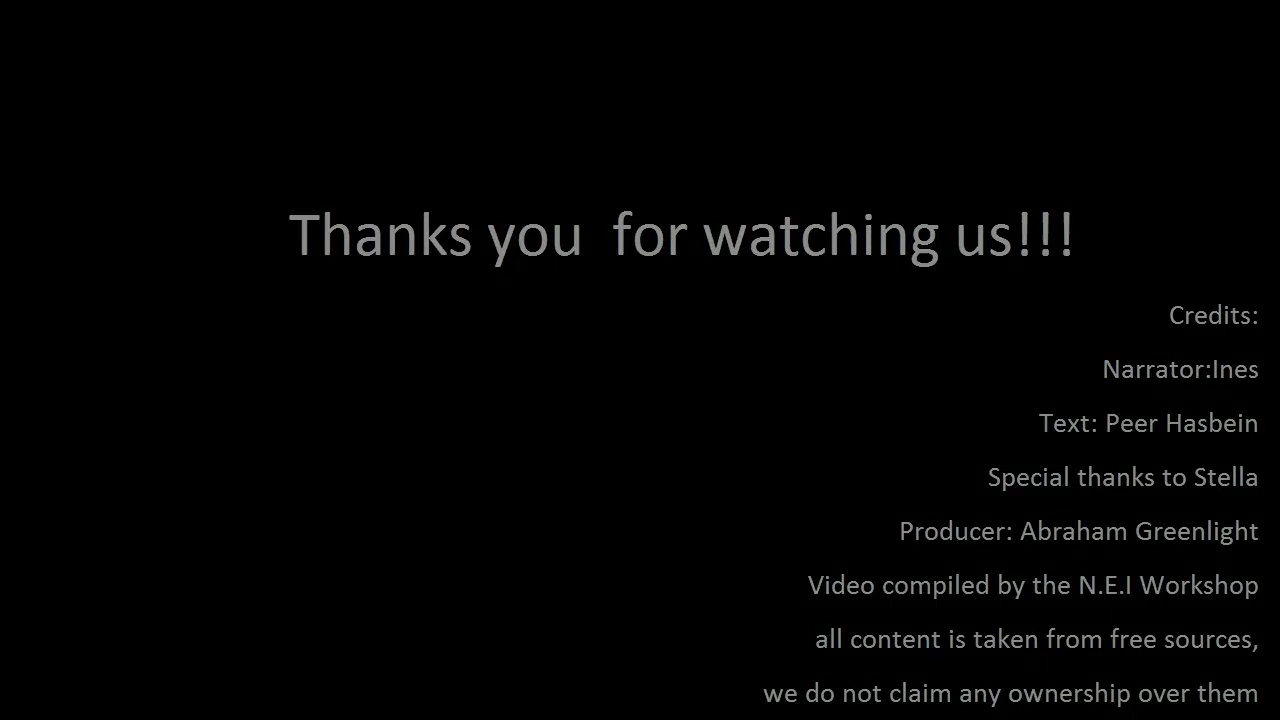 Thanks you  for watching us!!!
Credits:
Narrator:Ines
Text: Peer Hasbein
Special thanks to Stella
Producer: Abraham Greenlight
Video compiled by the N.E.I Workshop
all content is taken from free sources,
we do not claim any ownership over them